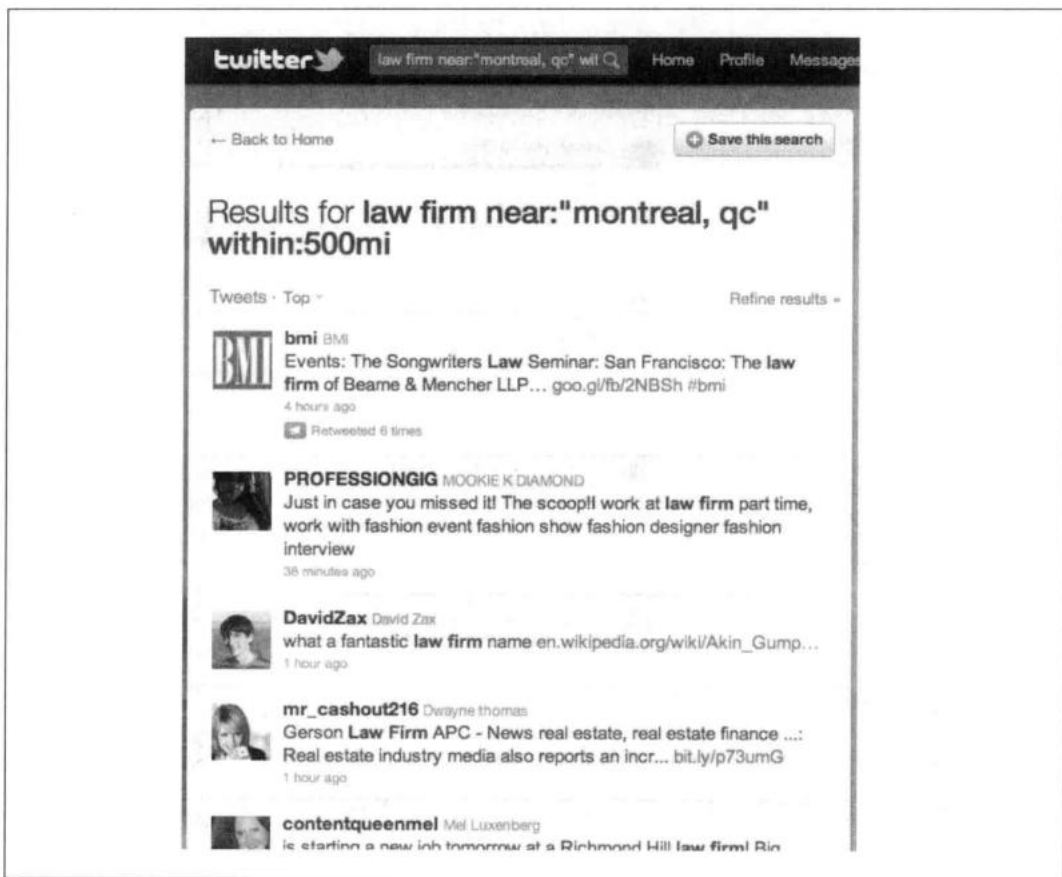 twitter
law firm near:"montreal, qc" wit
Home Profile Messages
← Back to Home
Save this search
Results for law firm near:"montreal, qc"
within:500mi
Tweets · Top
Refine results »
BMI
bmi BMI
Events: The Songwriters Law Seminar: San Francisco: The law
firm of Beame & Mencher LLP... goo.gl/fb/2NBSh #bmi
4 hours ago
Retweeted 6 times
PROFESSIONGIG MOOKIE K DIAMOND
Just in case you missed it! The scoop!I work at law firm part time,
work with fashion event fashion show fashion designer fashion
interview
38 minutes ago
DavidZax David Zax
what a fantastic law firm name en.wikipedia.org/wiki/Akin_Gump...
1 hour ago
mr_cashout216 Dwayne thomas
Gerson Law Firm APC - News real estate, real estate finance ...:
Real estate industry media also reports an incr... bit.ly/p73umG
1 hour ago
contentqueenmel Mel Luxenberg
is starting a new job tomorrow at a Richmond Hill law firm! Big